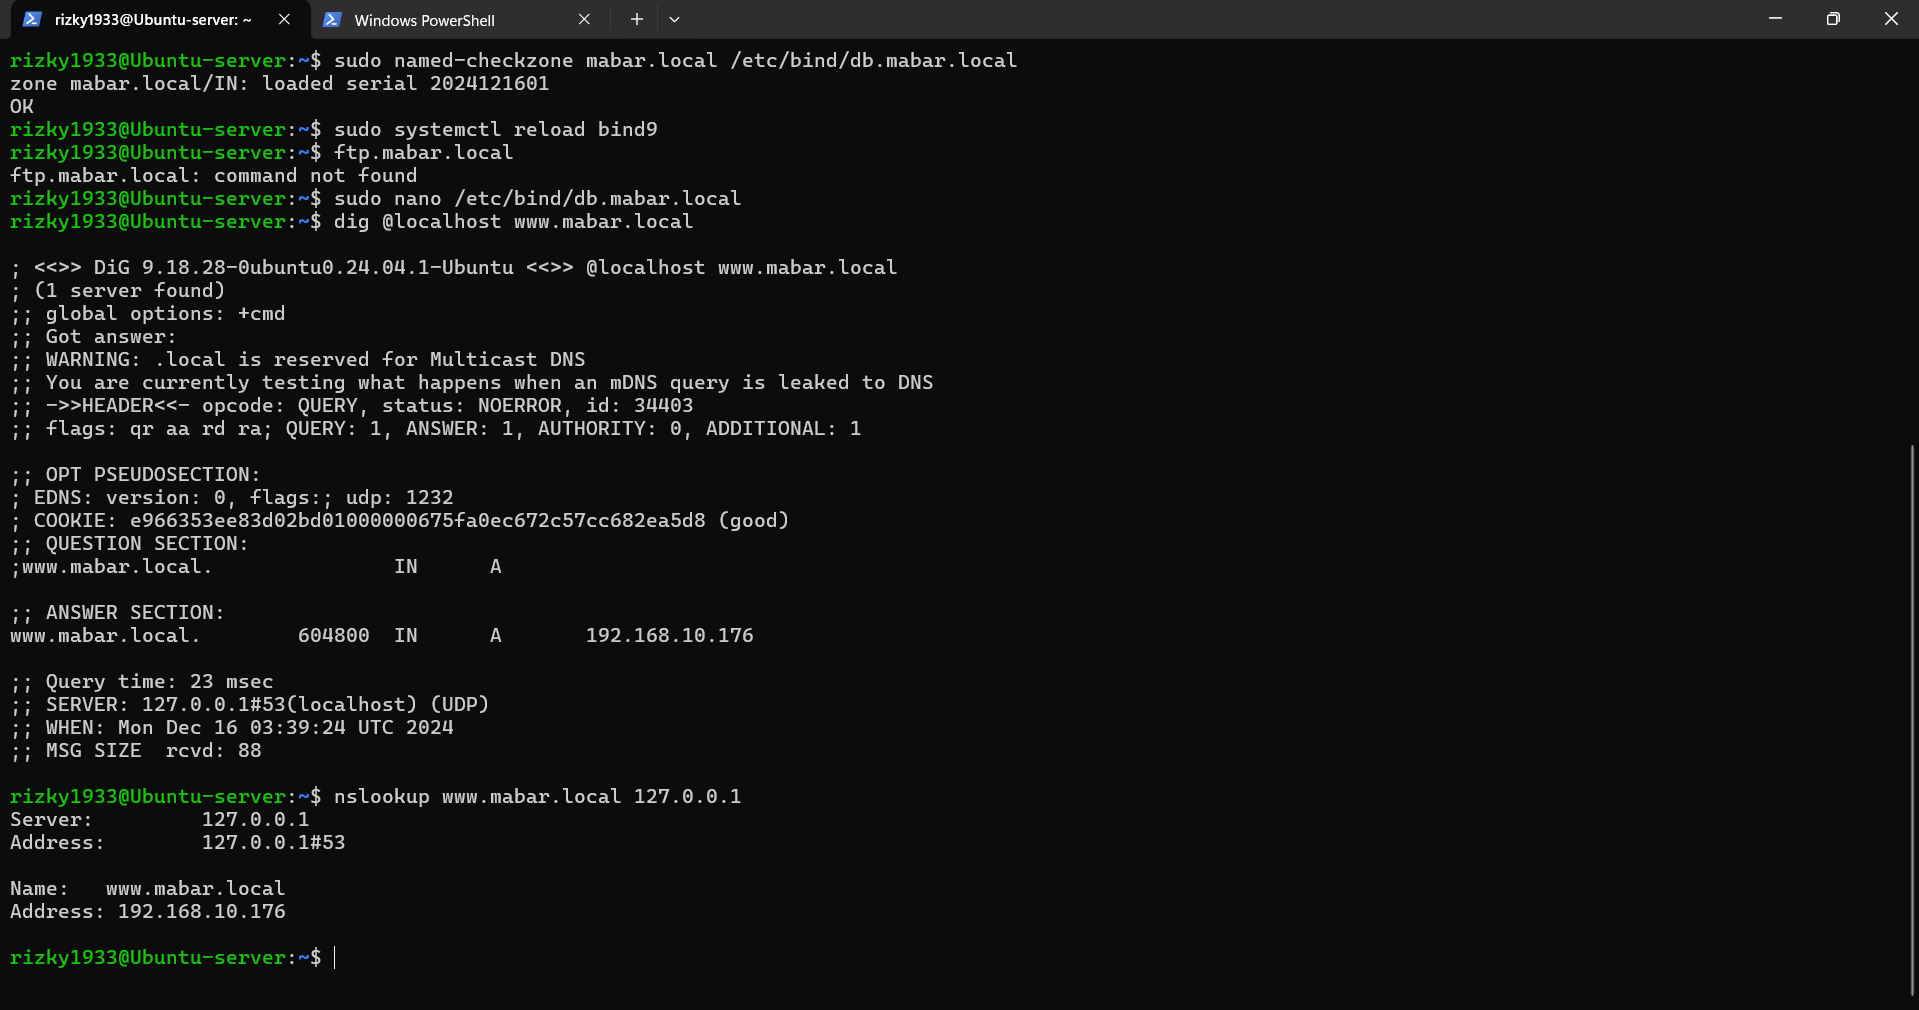 rizky1933@Ubuntu-server: ~
Windows PowerShell
rizky1933@Ubuntu-server:~$ sudo named-checkzone mabar.local /etc/bind/db.mabar.local
zone mabar.local/IN: loaded serial 2024121601
OK
rizky1933@Ubuntu-server:~$ sudo systemctl reload bind9
rizky1933@Ubuntu-server:~$ ftp.mabar.local
ftp.mabar.local: command not found
rizky1933@Ubuntu-server:~$ sudo nano /etc/bind/db.mabar.local
rizky1933@Ubuntu-server:~$ dig @localhost www.mabar.local

; <<>> DiG 9.18.28-0ubuntu0.24.04.1-Ubuntu <<>> @localhost www.mabar.local
; (1 server found)
;; global options: +cmd
;; Got answer:
;; WARNING: .local is reserved for Multicast DNS
;; You are currently testing what happens when an mDNS query is leaked to DNS
;; ->>HEADER<<- opcode: QUERY, status: NOERROR, id: 34403
;; flags: qr aa rd ra; QUERY: 1, ANSWER: 1, AUTHORITY: 0, ADDITIONAL: 1

;; OPT PSEUDOSECTION:
; EDNS: version: 0, flags:; udp: 1232
; COOKIE: e966353ee83d02bd01000000675fa0ec672c57cc682ea5d8 (good)
;; QUESTION SECTION:
;www.mabar.local.               IN      A

;; ANSWER SECTION:
www.mabar.local.        604800  IN      A       192.168.10.176

;; Query time: 23 msec
;; SERVER: 127.0.0.1#53(localhost) (UDP)
;; WHEN: Mon Dec 16 03:39:24 UTC 2024
;; MSG SIZE  rcvd: 88

rizky1933@Ubuntu-server:~$ nslookup www.mabar.local 127.0.0.1
Server:         127.0.0.1
Address:        127.0.0.1#53

Name:   www.mabar.local
Address: 192.168.10.176

rizky1933@Ubuntu-server:~$